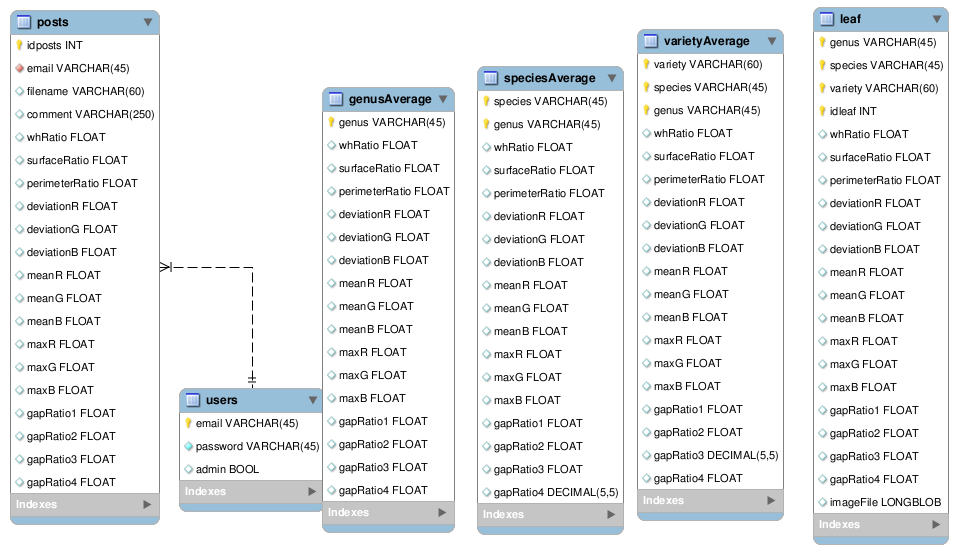 posts
idposts INT
email VARCHAR(45)
filename VARCHAR(60)
comment VARCHAR(250)
whRatio FLOAT
surfaceRatio FLOAT
perimeterRatio FLOAT
deviationR FLOAT
deviationG FLOAT
deviationB FLOAT
meanR FLOAT
meanG FLOAT
meanB FLOAT
maxR FLOAT
maxG FLOAT
maxB FLOAT
gapRatio1 FLOAT
gapRatio2 FLOAT
gapRatio3 FLOAT
gapRatio4 FLOAT
Indexes
users
email VARCHAR(45)
password VARCHAR(45)
admin BOOL
Indexes
genusAverage
genus VARCHAR(45)
whRatio FLOAT
surfaceRatio FLOAT
perimeterRatio FLOAT
deviationR FLOAT
deviationG FLOAT
deviationB FLOAT
meanR FLOAT
meanG FLOAT
meanB FLOAT
maxR FLOAT
maxG FLOAT
maxB FLOAT
gapRatio1 FLOAT
gapRatio2 FLOAT
gapRatio3 FLOAT
gapRatio4 FLOAT
Indexes
speciesAverage
species VARCHAR(45)
genus VARCHAR(45)
whRatio FLOAT
surfaceRatio FLOAT
perimeterRatio FLOAT
deviationR FLOAT
deviationG FLOAT
deviationB FLOAT
meanR FLOAT
meanG FLOAT
meanB FLOAT
maxR FLOAT
maxG FLOAT
maxB FLOAT
gapRatio1 FLOAT
gapRatio2 FLOAT
gapRatio3 FLOAT
gapRatio4 DECIMAL(5,5)
Indexes
varietyAverage
variety VARCHAR(60)
species VARCHAR(45)
genus VARCHAR(45)
whRatio FLOAT
surfaceRatio FLOAT
perimeterRatio FLOAT
deviationR FLOAT
deviationG FLOAT
deviationB FLOAT
meanR FLOAT
meanG FLOAT
meanB FLOAT
maxR FLOAT
maxG FLOAT
maxB FLOAT
gapRatio1 FLOAT
gapRatio2 FLOAT
gapRatio3 DECIMAL(5,5)
gapRatio4 FLOAT
Indexes
leaf
genus VARCHAR(45)
species VARCHAR(45)
variety VARCHAR(60)
idleaf INT
whRatio FLOAT
surfaceRatio FLOAT
perimeterRatio FLOAT
deviationR FLOAT
deviationG FLOAT
deviationB FLOAT
meanR FLOAT
meanG FLOAT
meanB FLOAT
maxR FLOAT
maxG FLOAT
maxB FLOAT
gapRatio1 FLOAT
gapRatio2 FLOAT
gapRatio3 FLOAT
gapRatio4 FLOAT
imageFile LONGBLOB
Indexes